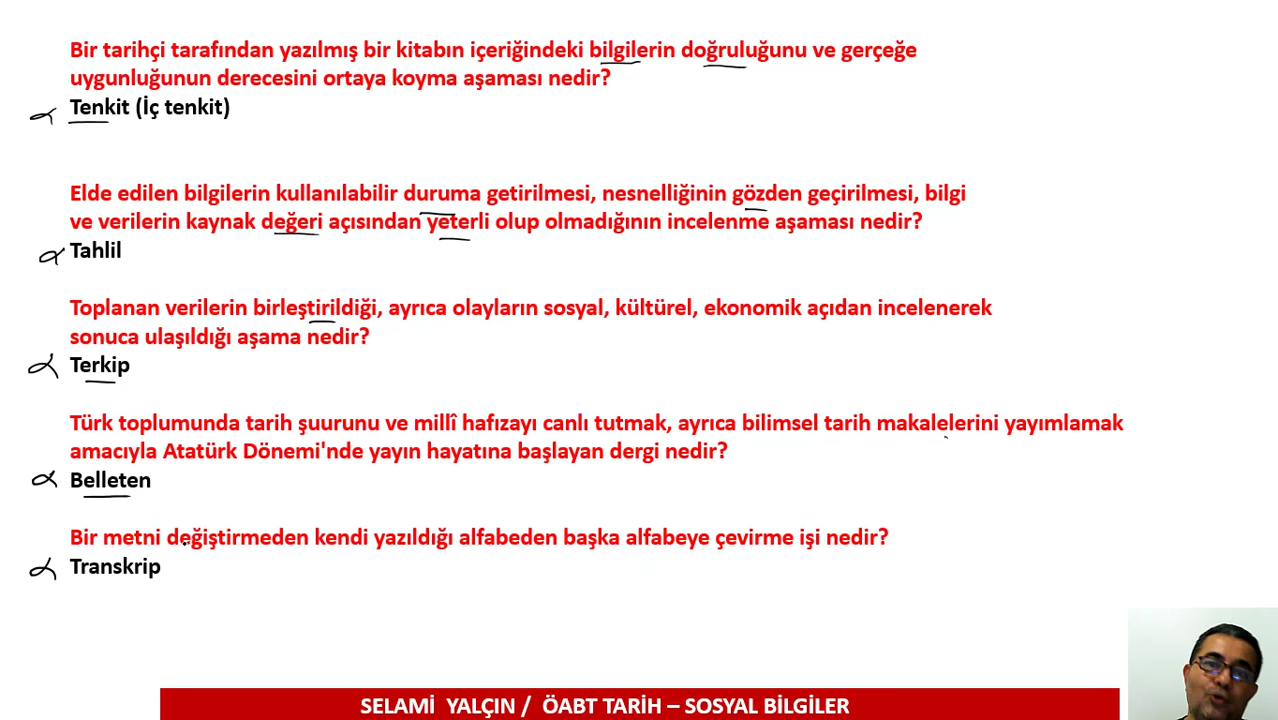 Bir tarihçi tarafından yazılmış bir kitabın içeriğindeki bilgilerin doğruluğunu ve gerçeğe
uygunluğunun derecesini ortaya koyma aşaması nedir?
Tenkit (İç tenkit)
Elde edilen bilgilerin kullanılabilir duruma getirilmesi, nesnelliğinin gözden geçirilmesi, bilgi
ve verilerin kaynak değeri açısından yeterli olup olmadığının incelenme aşaması nedir?
Tahlil
Toplanan verilerin birleştirildiği, ayrıca olayların sosyal, kültürel, ekonomik açıdan incelenerek
sonuca ulaşıldığı aşama nedir?
Terkip
Türk toplumunda tarih şuurunu ve millî hafızayı canlı tutmak, ayrıca bilimsel tarih makalelerini yayımlamak
amacıyla Atatürk Dönemi'nde yayın hayatına başlayan dergi nedir?
Belleten
Bir metni değiştirmeden kendi yazıldığı alfabeden başka alfabeye çevirme işi nedir?
Transkrip
SELAMİ YALÇIN / ÖABT TARİH – SOSYAL BİLGİLER